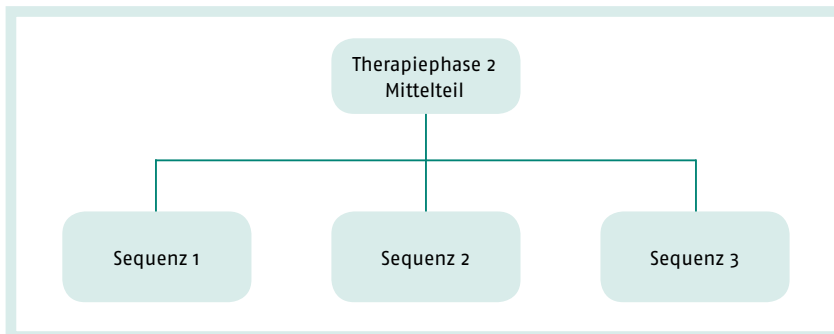 Therapiephase 2
Mittelteil
Sequenz 1
Sequenz 2
Sequenz 3